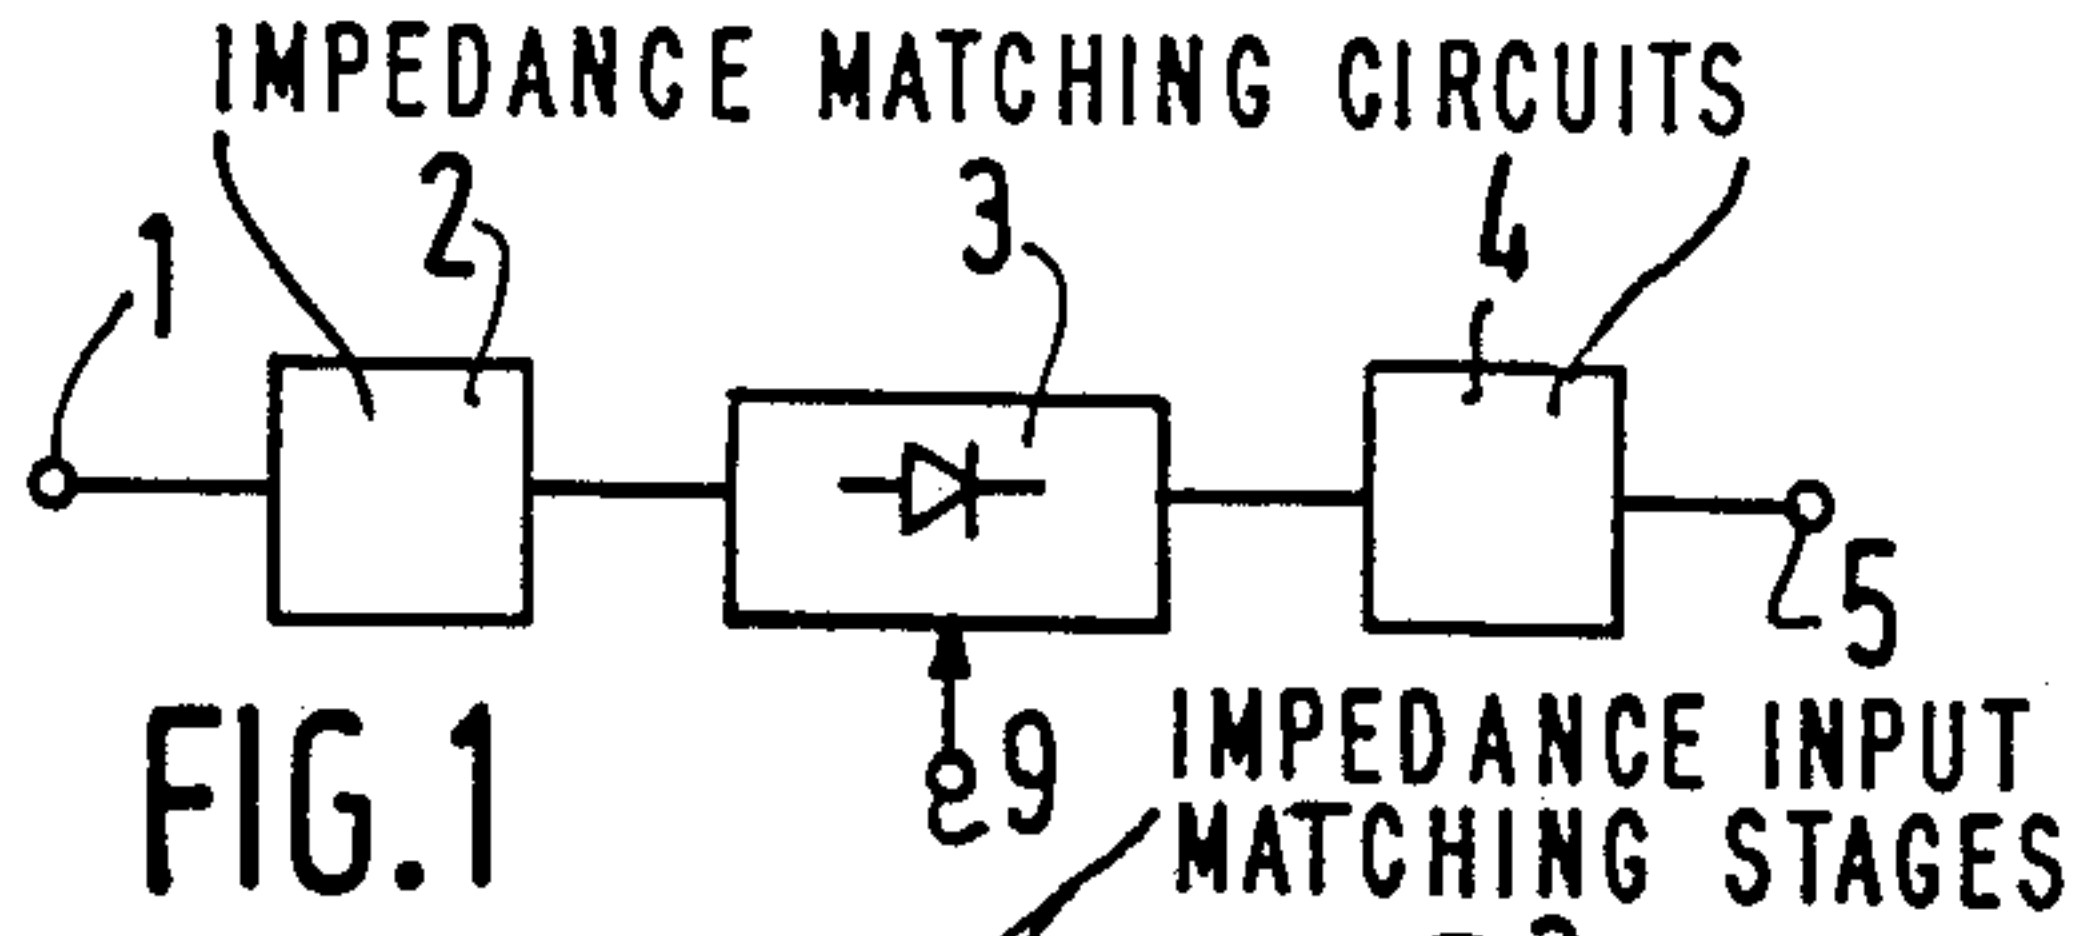 IMPEDANCE MATCHING CIRCUITS
1 2 3 4
5
9
FIG.1
IMPEDANCE INPUT
MATCHING STAGES